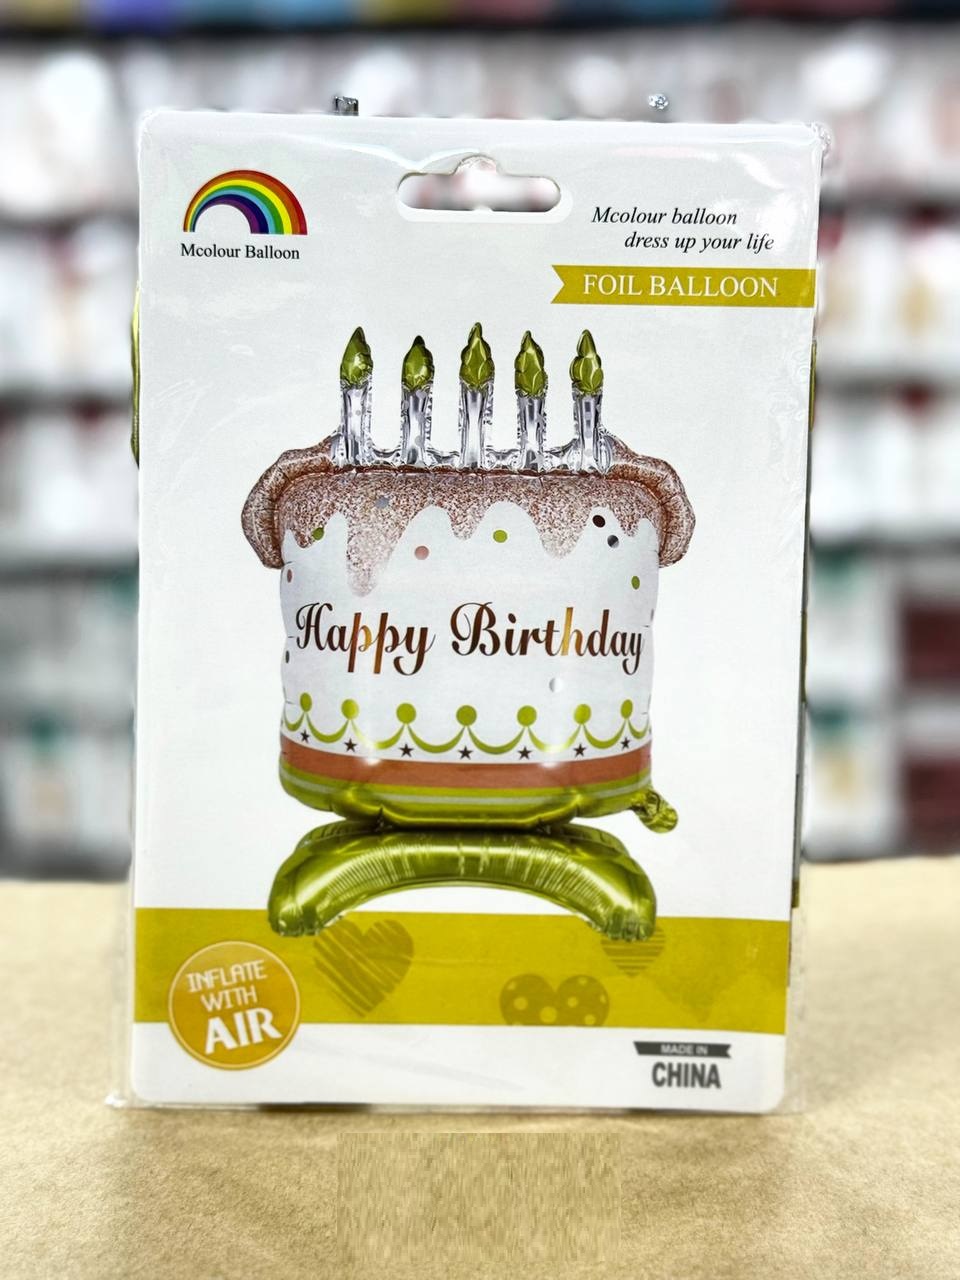 Mcolour Balloon
Mcolour balloon
dress up your life
FOIL BALLOON
Happy Birthday
INFLATE
WITH
AIR
MADE IN
CHINA